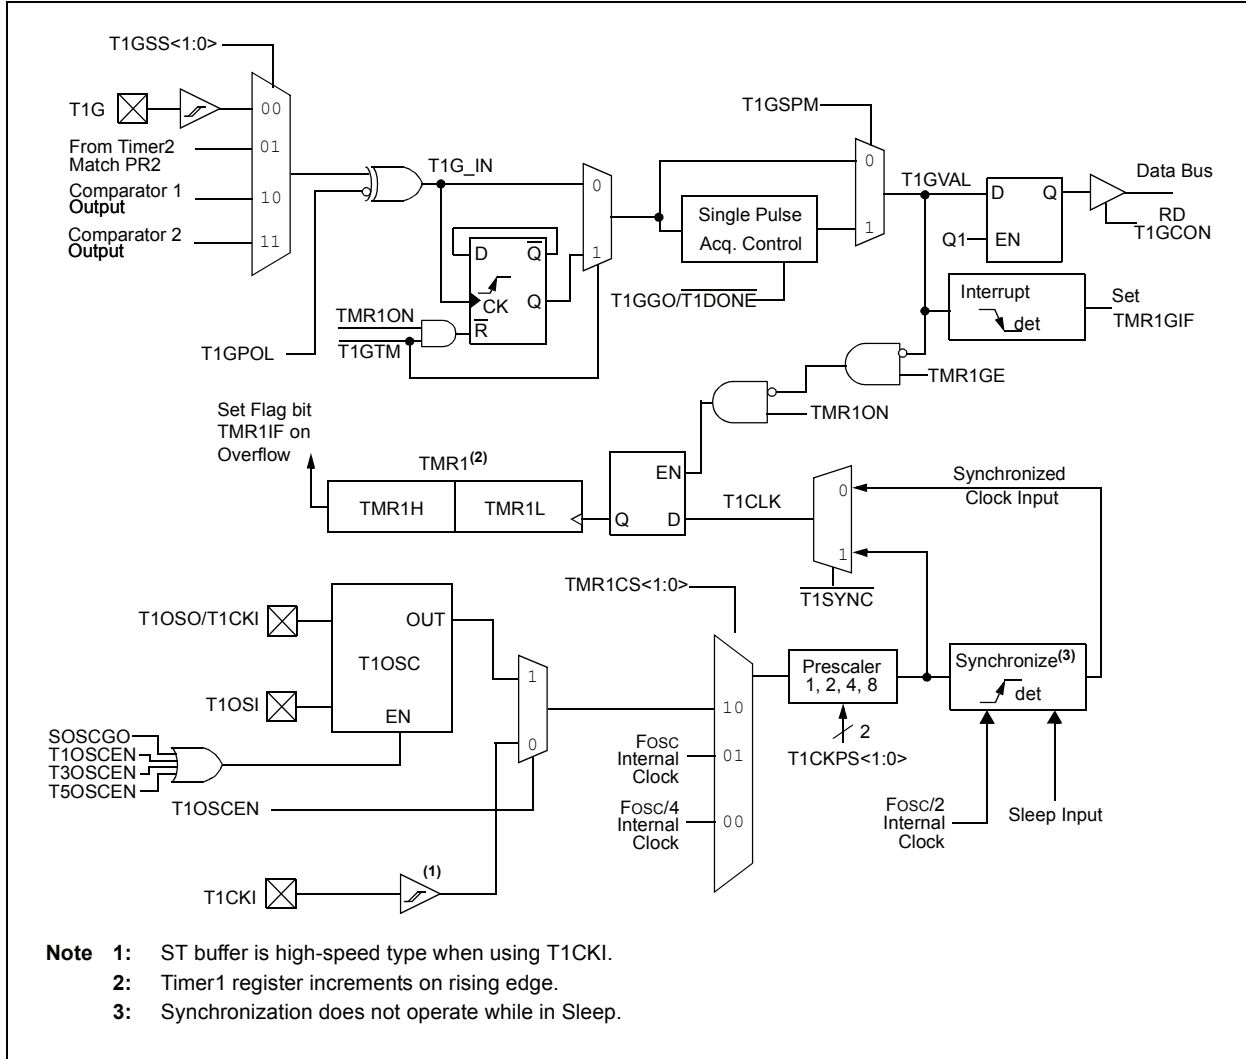 T1GSS<1:0>
T1G
00
From Timer2
Match PR2
01
Comparator 1
Output
10
Comparator 2
Output
11
T1G_IN
0
1
D
Q
CK
Q
R
TMR1ON
T1GTM
T1GPOL
T1GSPM
Single Pulse
Acq. Control
T1GGO/T1DONE
0
1
T1GVAL
D
Q
Q1
EN
Data Bus
RD
T1GCON
Interrupt
det
Set
TMR1GIF
TMR1GE
TMR1ON
Set Flag bit
TMR1IF on
Overflow
TMR1(2)
TMR1H
TMR1L
EN
Q
D
T1CLK
0
1
T1SYNC
Synchronized
Clock Input
TMR1CS<1:0>
T1OSO/T1CKI
T1OSI
OUT
T1OSC
EN
SOSCGO
T1OSCEN
T3OSCEN
T5OSCEN
T1OSCEN
1
0
T1CKI
(1)
10
FOSC
Internal
Clock
01
FOSC/4
Internal
Clock
00
Prescaler
1, 2, 4, 8
2
T1CKPS<1:0>
Synchronize(3)
det
FOSC/2
Internal
Clock
Sleep Input
Note 1: ST buffer is high-speed type when using T1CKI.
2: Timer1 register increments on rising edge.
3: Synchronization does not operate while in Sleep.